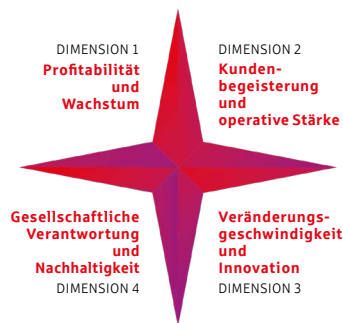 DIMENSION 1
Profitabilität
und
Wachstum
DIMENSION 2
Kunden-
begeisterung
und
operative Stärke
Gesellschaftliche
Verantwortung
und
Nachhaltigkeit
DIMENSION 4
Veränderungs-
geschwindigkeit
und
Innovation
DIMENSION 3